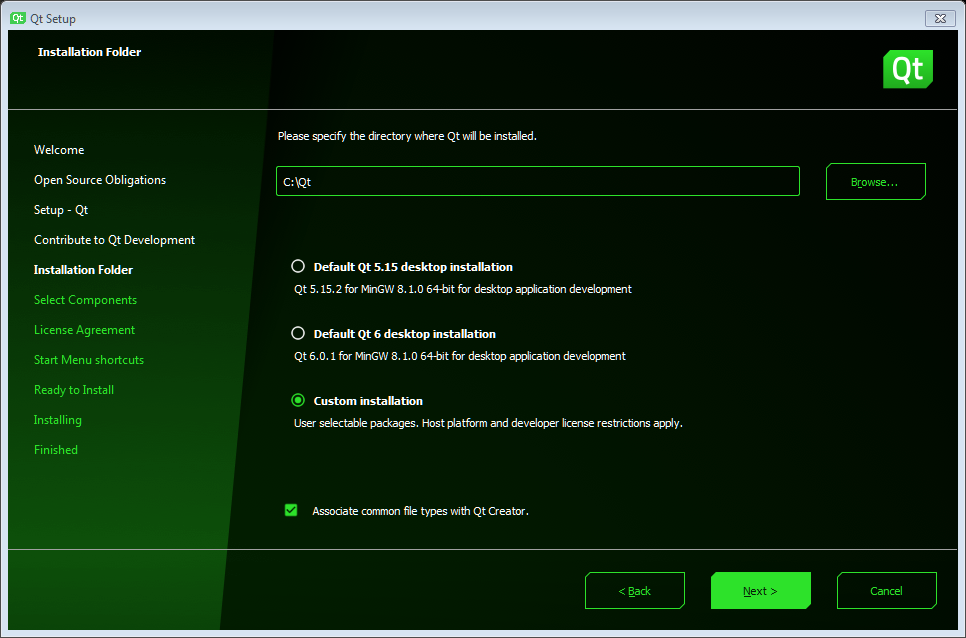 Qt Qt Setup
Installation Folder
Qt
Welcome
Open Source Obligations
Setup - Qt
Contribute to Qt Development
Installation Folder
Select Components
License Agreement
Start Menu shortcuts
Ready to Install
Installing
Finished
Please specify the directory where Qt will be installed.
C:\Qt
Browse...
Default Qt 5.15 desktop installation
Qt 5.15.2 for MinGW 8.1.0 64-bit for desktop application development
Default Qt 6 desktop installation
Qt 6.0.1 for MinGW 8.1.0 64-bit for desktop application development
Custom installation
User selectable packages. Host platform and developer license restrictions apply.
Associate common file types with Qt Creator.
< Back
Next >
Cancel